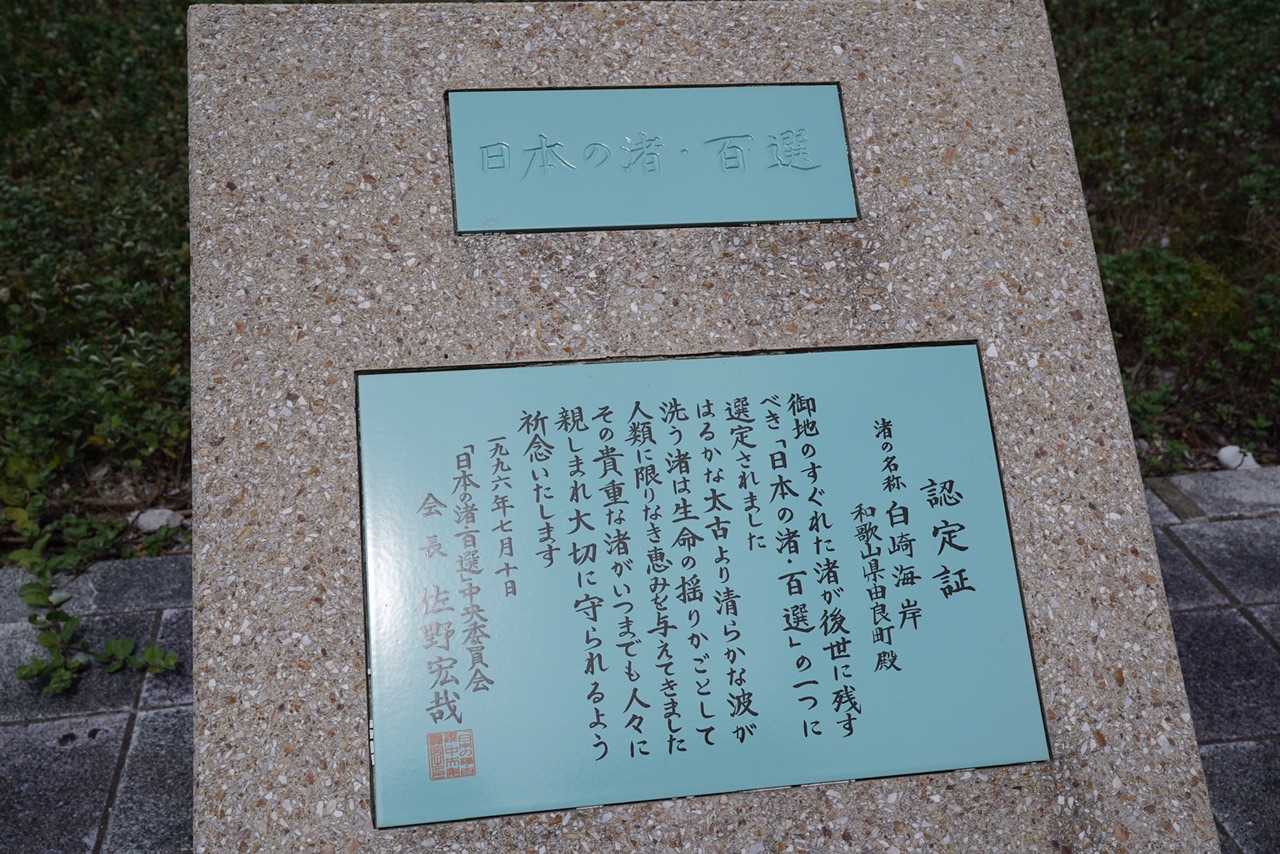 日本の渚・百選
認定証
渚の名称 白崎海岸
和歌山県由良町殿
御地のすぐれた渚が後世に残す
べき「日本の渚・百選」の一つに
選定されました
はるかな太古より清らかな波が
洗う渚は生命の揺りかごとして
人類に限りなき恵みを与えてきました
その貴重な渚がいつまでも人々に
親しまれ大切に守られるよう
祈念いたします
一九九六年七月十日
「日本の渚百選」中央委員会
会長 佐野宏哉